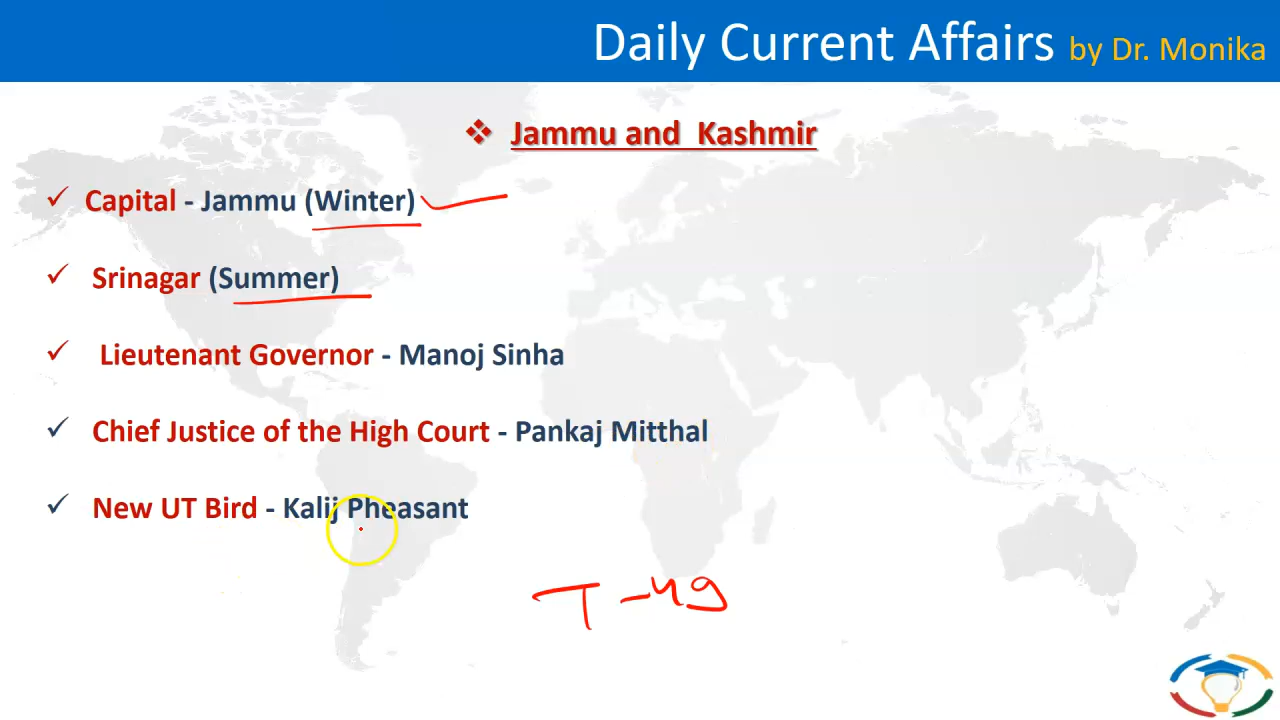 Daily Current Affairs by Dr. Monika
❖ Jammu and Kashmir
✓ Capital - Jammu (Winter)
✓ Srinagar (Summer)
✓ Lieutenant Governor - Manoj Sinha
✓ Chief Justice of the High Court - Pankaj Mitthal
✓ New UT Bird - Kalij Pheasant
T - 49